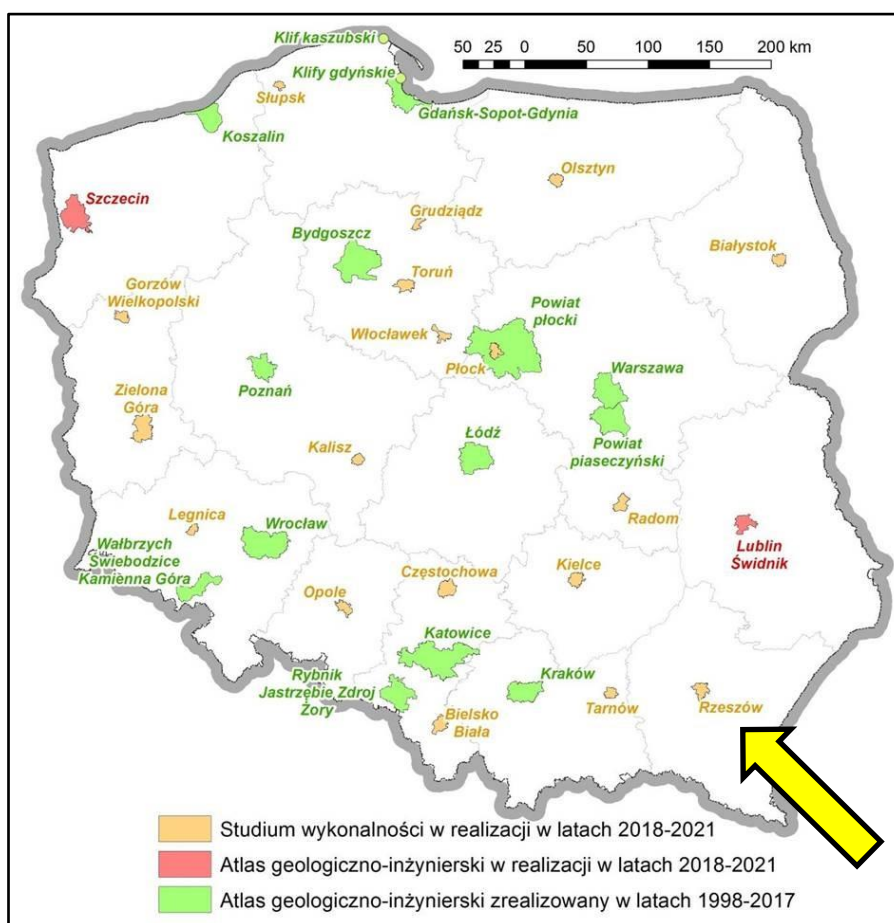 Klif kaszubski
50 25 0 50 100 150 200 km
Klify gdyńskie
Słupsk
Gdańsk-Sopot-Gdynia
Koszalin
Olsztyn
Szczecin
Grudziądz
Bydgoszcz
Białystok
Toruń
Gorzów
Wielkopolski
Powiat
płocki
Włocławek
Płock
Warszawa
Poznań
Zielona
Góra
Łódź
Powiat
piaseczyński
Kalisz
Legnica
Radom
Wrocław
Lublin
Świdnik
Wałbrzych
Świebodzice
Kamienna Góra
Częstochowa
Kielce
Opole
Katowice
Rybnik
Jastrzębie Zdroj
Żory
Kraków
Tarnów
Rzeszów
Bielsko
Biała
Studium wykonalności w realizacji w latach 2018-2021
Atlas geologiczno-inżynierski w realizacji w latach 2018-2021
Atlas geologiczno-inżynierski zrealizowany w latach 1998-2017